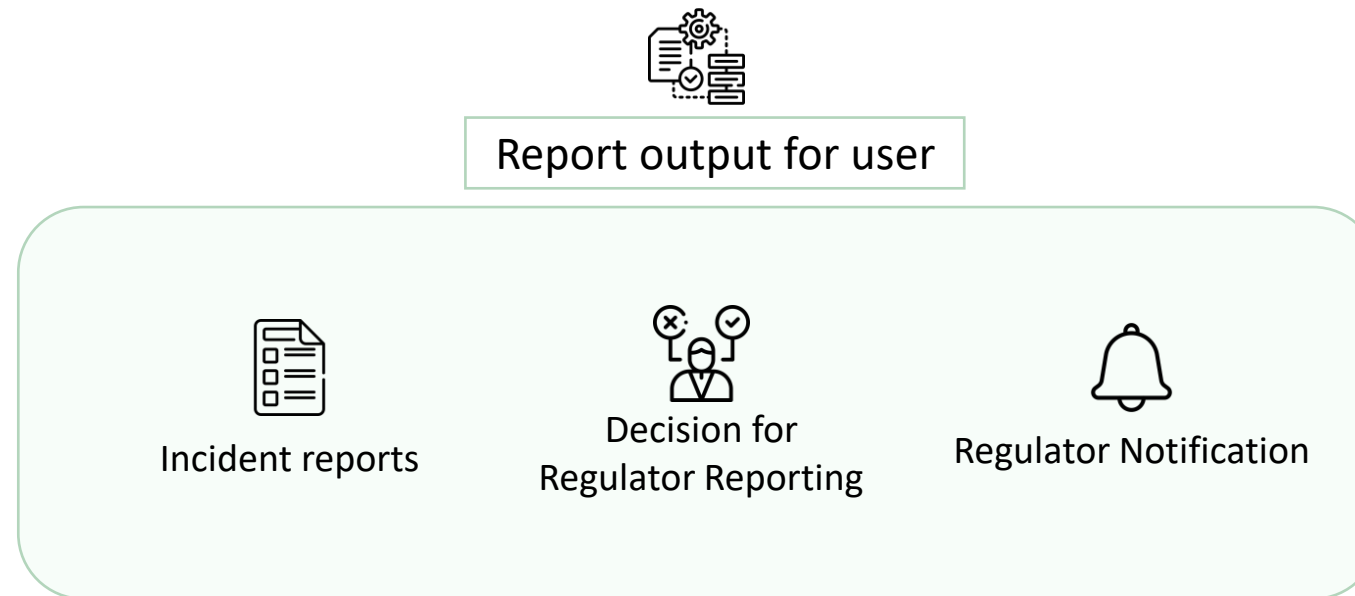 Report output for user
Incident reports
Decision for
Regulator Reporting
Regulator Notification